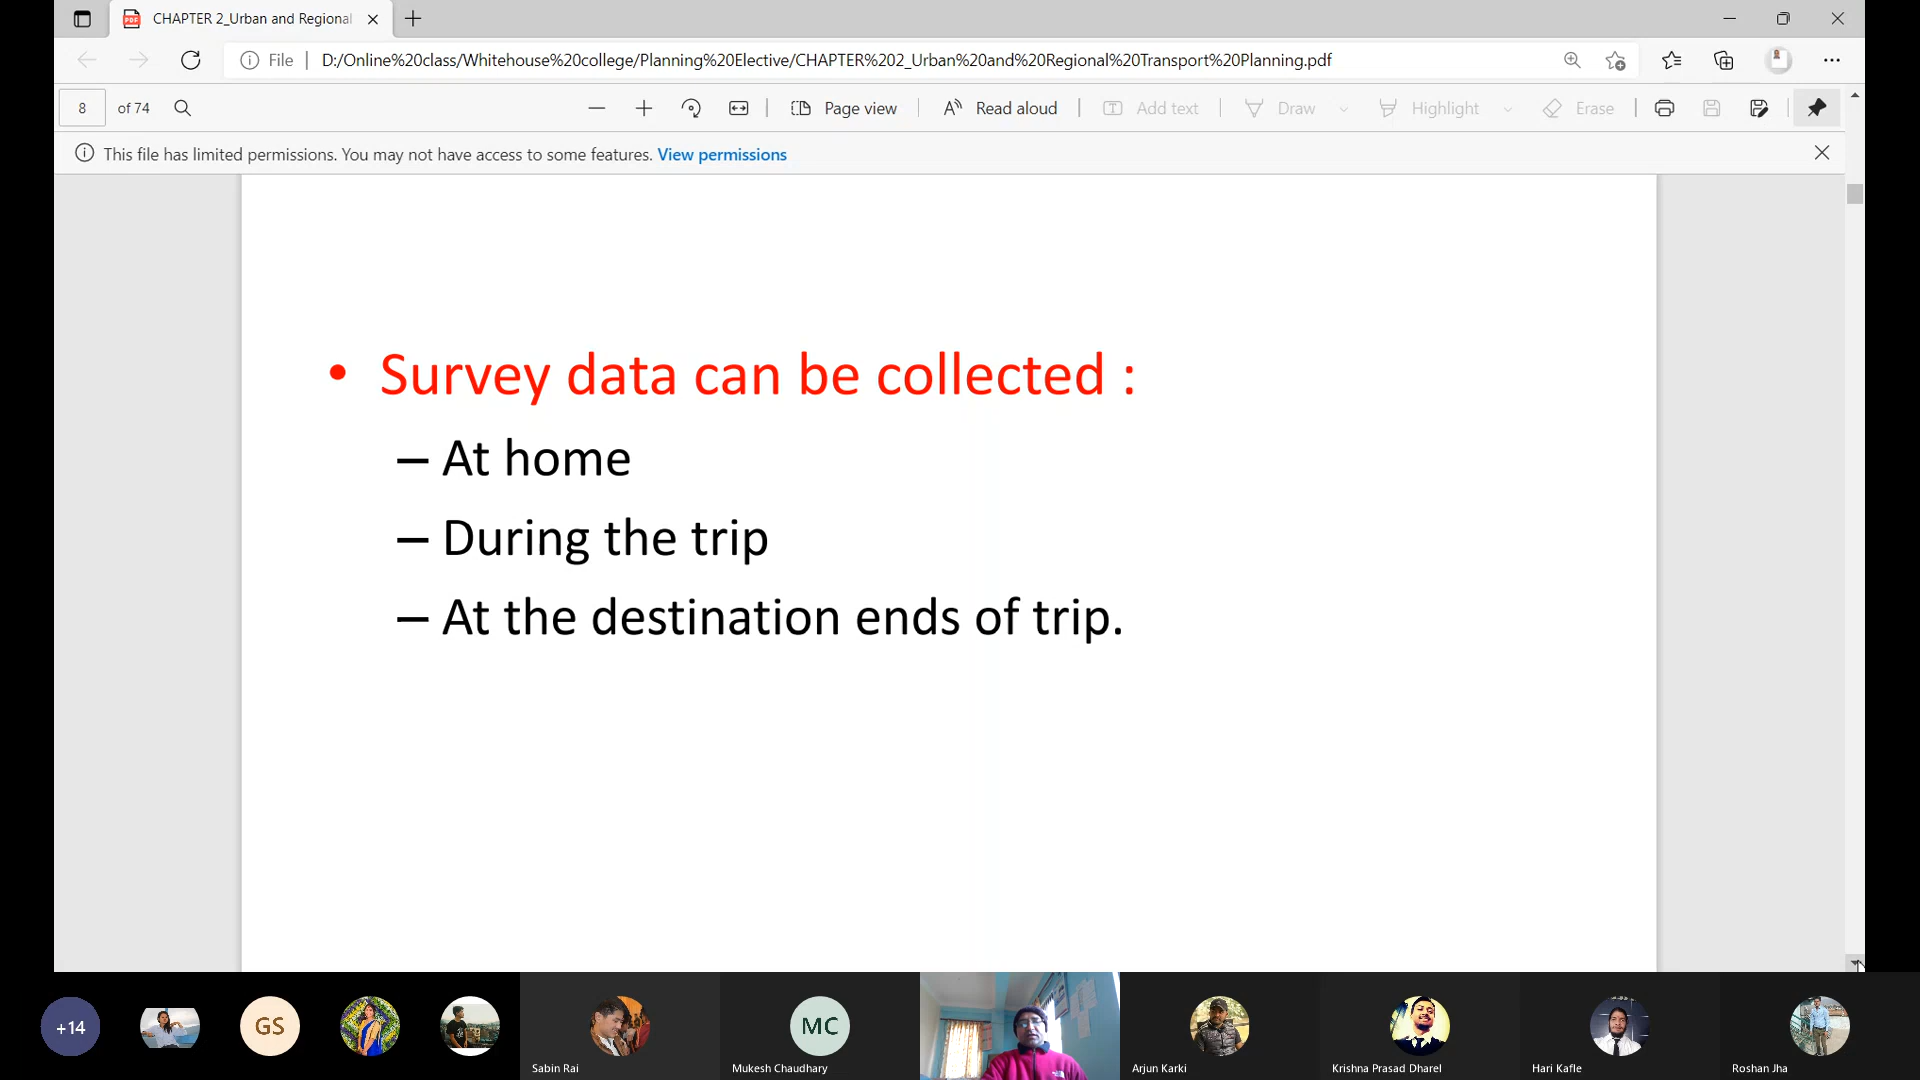 CHAPTER 2_Urban and Regional
File
D:/Online%20class/Whitehouse%20college/Planning%20Elective/CHAPTER%202_Urban%20and%20Regional%20Transport%20Planning.pdf
8 of 74
Page view
Read aloud
Add text
Draw
Highlight
Erase
This file has limited permissions. You may not have access to some features. View permissions
• Survey data can be collected :
– At home
– During the trip
– At the destination ends of trip.
+14
GS
MC
Sabin Rai
Mukesh Chaudhary
Arjun Karki
Krishna Prasad Dharel
Hari Kafle
Roshan Jha